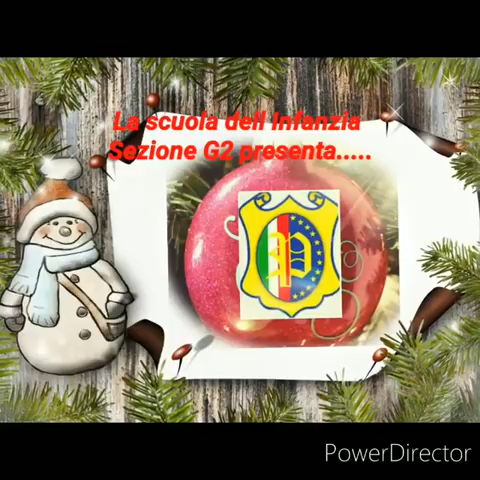 La scuola dell Infanzia
Sezione G2 presenta.....
P
PowerDirector